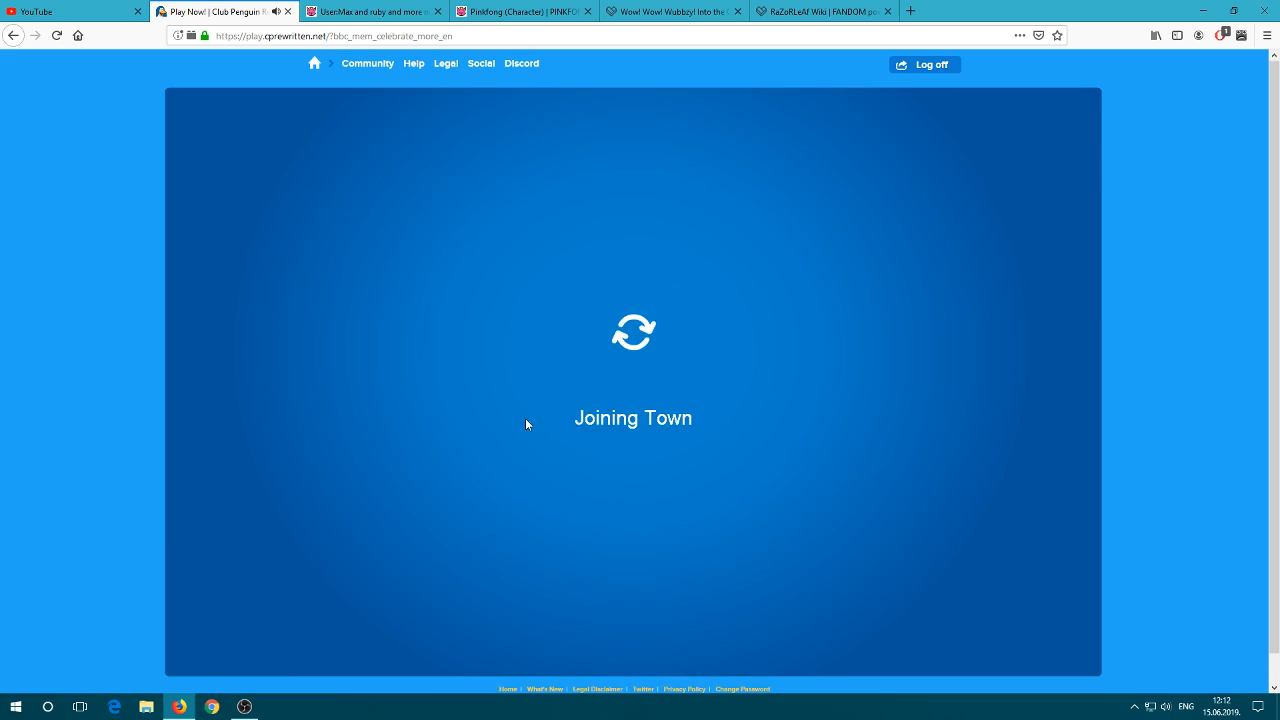 YouTube
Play Now! | Club Penguin Re
User:Max and ruby and more n
Pinkfong (Character) | PINKFO
Wow! Wow! Wubbzy! Into the
RaZoRLeAf Wiki | FANDOM po
https://play.cprewritten.net/?bbc_mem_celebrate_more_en
1
Community Help Legal Social Discord
Log off
Joining Town
Home | What's New | Legal Disclaimer | Twitter | Privacy Policy | Change Password
ENG
12:12
15.06.2019.